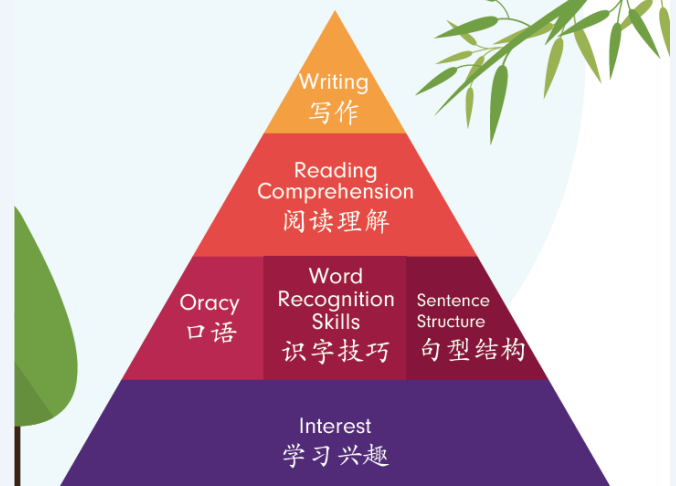 Writing
写作
Reading
Comprehension
阅读理解
Oracy
口语
Word
Recognition
Skills
识字技巧
Sentence
Structure
句型结构
Interest
学习兴趣